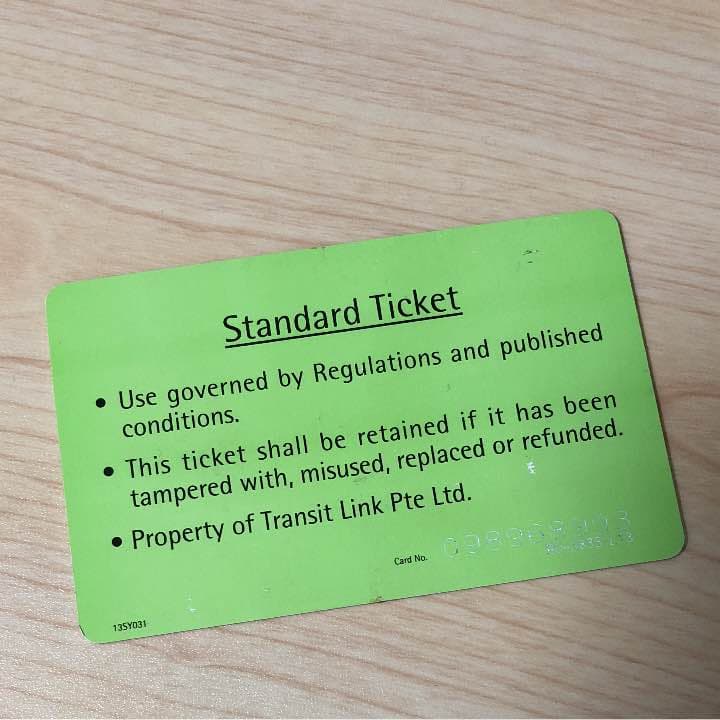 Standard Ticket
• Use governed by Regulations and published
conditions.
• This ticket shall be retained if it has been
tampered with, misused, replaced or refunded.
• Property of Transit Link Pte Ltd.
Card No.
135Y031